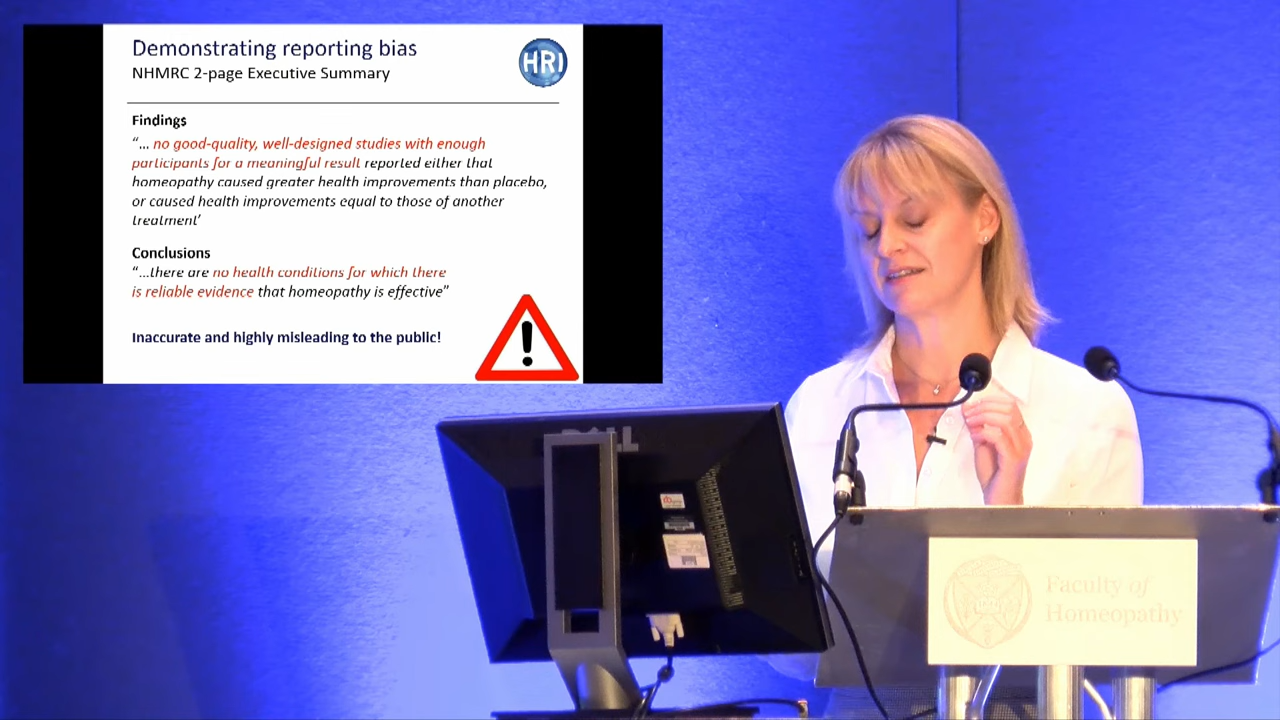 Demonstrating reporting bias
NHMRC 2-page Executive Summary
HRI
Findings
“... no good-quality, well-designed studies with enough
participants for a meaningful result reported either that
homeopathy caused greater health improvements than placebo,
or caused health improvements equal to those of another
treatment’
Conclusions
“...there are no health conditions for which there
is reliable evidence that homeopathy is effective”
Inaccurate and highly misleading to the public!
!
DELL
Faculty of
Homeopathy